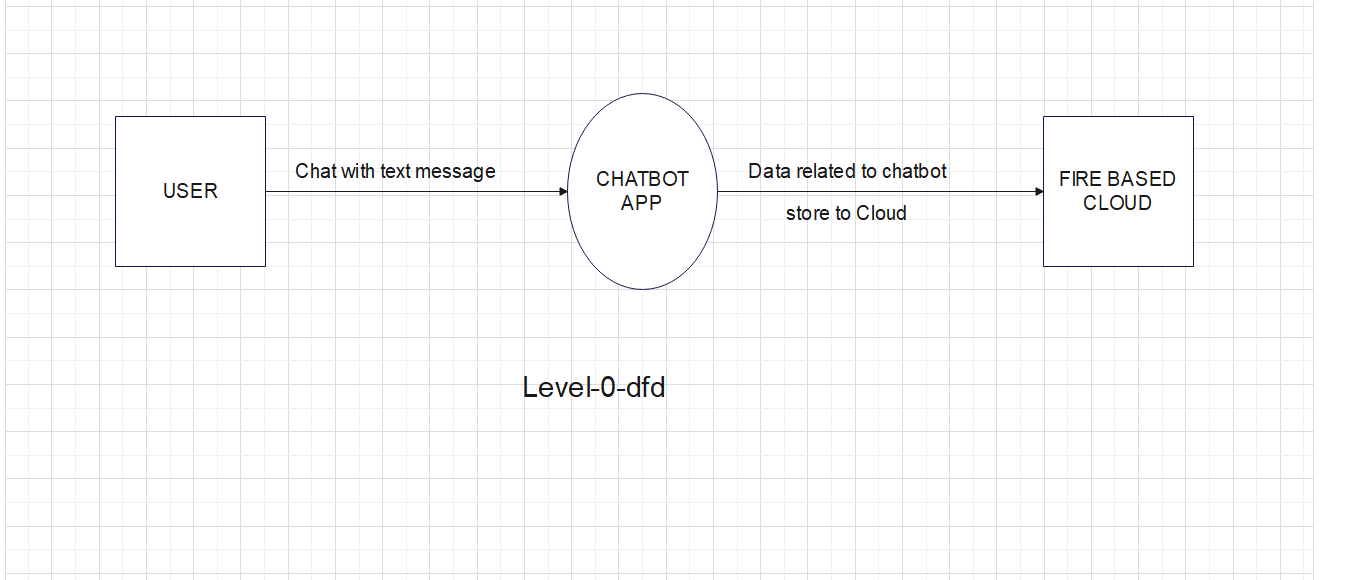 USER
Chat with text message
CHATBOT
APP
Data related to chatbot
store to Cloud
FIRE BASED
CLOUD
Level-0-dfd